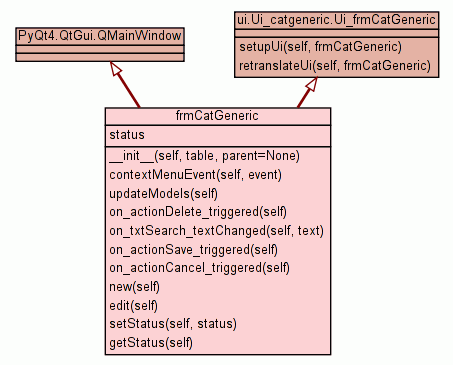 PyQt4.QtGui.QMainWindow
ui.Ui_catgeneric.Ui_frmCatGeneric
setupUi(self, frmCatGeneric)
retranslateUi(self, frmCatGeneric)
frmCatGeneric
status
__init__(self, table, parent=None)
contextMenuEvent(self, event)
updateModels(self)
on_actionDelete_triggered(self)
on_txtSearch_textChanged(self, text)
on_actionSave_triggered(self)
on_actionCancel_triggered(self)
new(self)
edit(self)
setStatus(self, status)
getStatus(self)